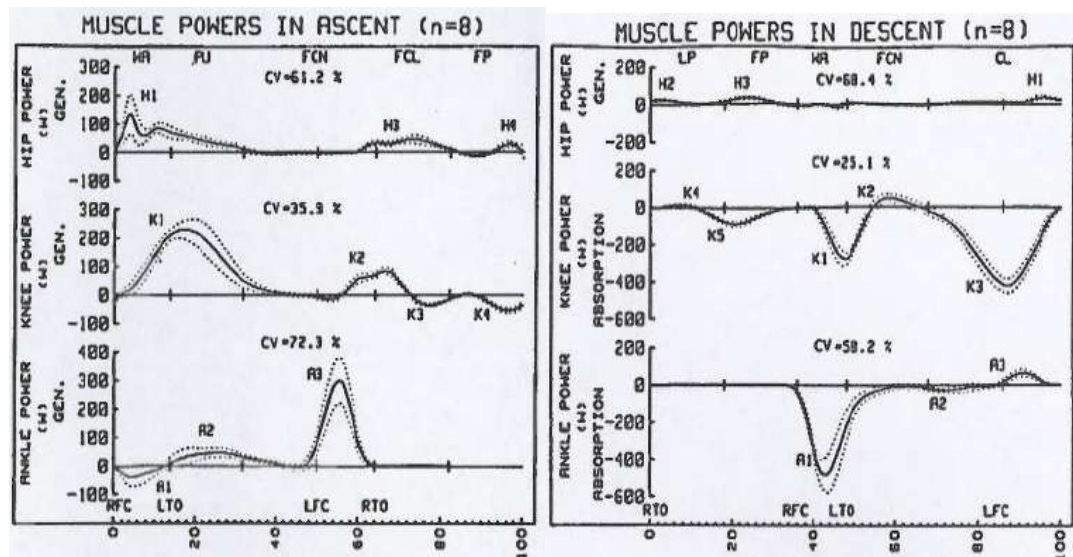 MUSCLE POWERS IN ASCENT (n=8)
WA PU FCN FCL FP
CV=61.2 %
HIP POWER
(W)
GEN.
300
200
100
0
-100
H1 H3 H4
CV=35.9 %
KNEE POWER
(W)
GEN.
300
200
100
0
-100
K1 K2 K3 K4
CV=72.3 %
ANKLE POWER
(W)
GEN.
400
300
200
100
0
-100
A1 A2 A3
RFC LTO LFC RTO
0 20 40 60 80 100
MUSCLE POWERS IN DESCENT (n=8)
LP FP WA FCN CL
CV=68.4 %
HIP POWER
(W)
GEN.
200
0
-200
H2 H3 H1
CV=25.1 %
KNEE POWER
(W)
ABSORPTION
200
0
-200
-400
-600
K4 K5 K1 K2 K3
CV=58.2 %
ANKLE POWER
(W)
ABSORPTION
200
0
-200
-400
-600
A1 A2 A3
RTO RFC LTO LFC
0 20 40 60 80 100